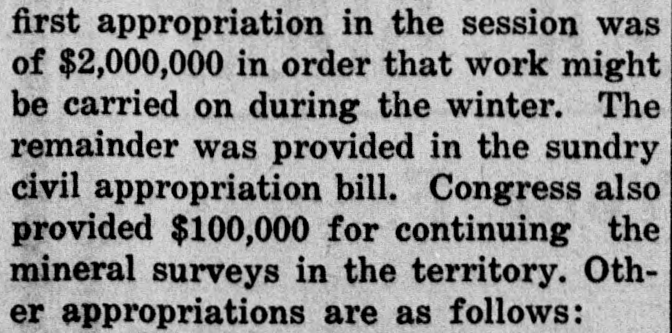 first appropriation in the session was
of $2,000,000 in order that work might
be carried on during the winter. The
remainder was provided in the sundry
civil appropriation bill. Congress also
provided $100,000 for continuing the
mineral surveys in the territory. Oth-
er appropriations are as follows: